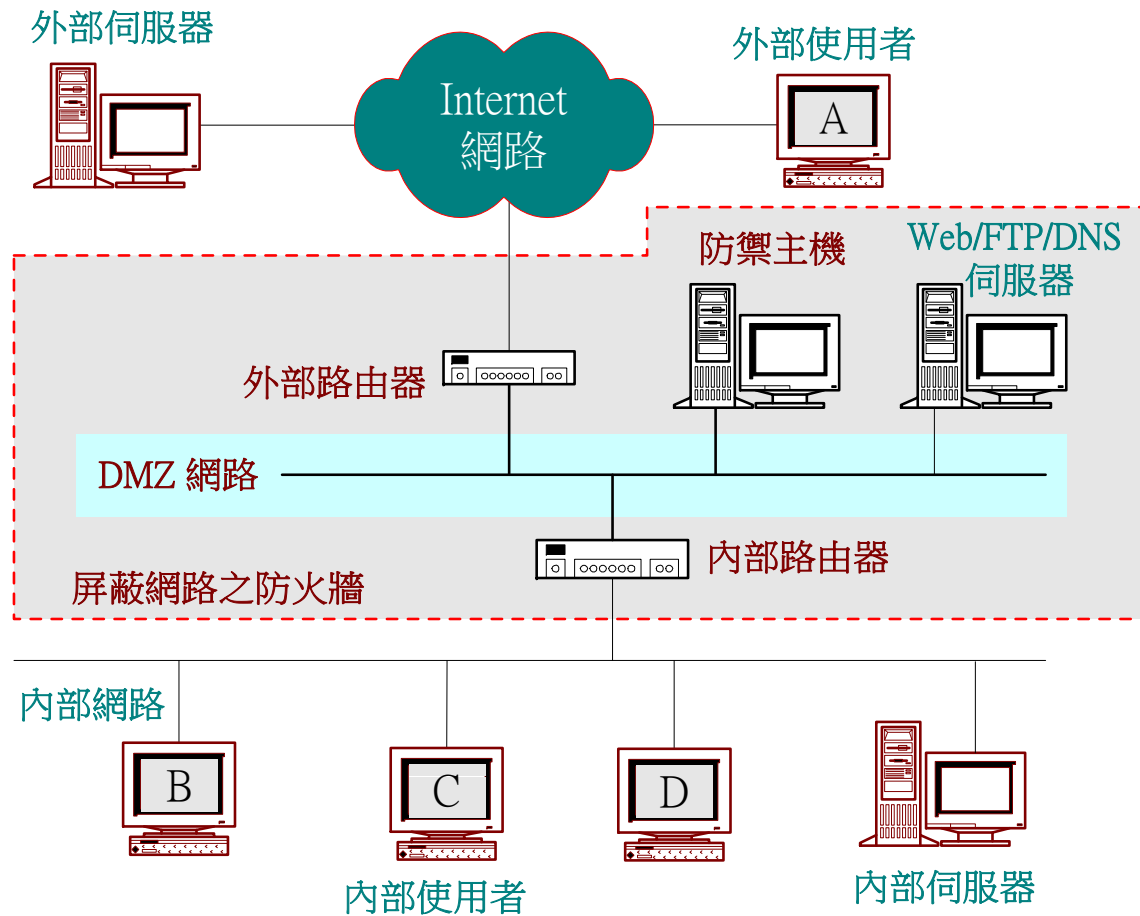 外部伺服器
外部使用者
Internet
網路
A
防禦主機
Web/FTP/DNS
伺服器
外部路由器
DMZ 網路
內部路由器
屏蔽網路之防火牆
內部網路
B
C
D
內部使用者
內部伺服器